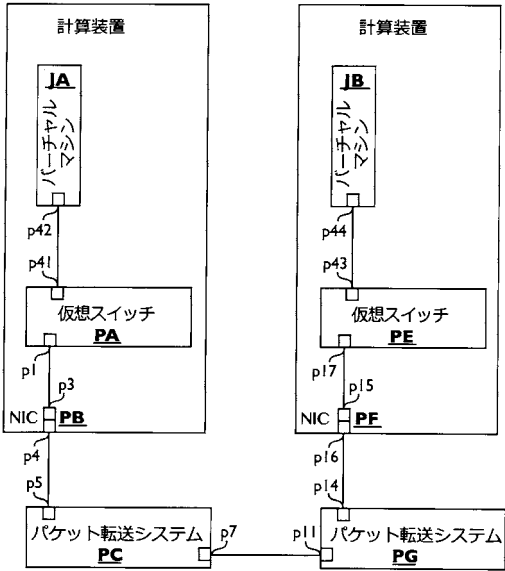 計算装置
JA
バーチャル
マシン
p42
p41
仮想スイッチ
PA
p1
p3
NIC
PB
p4
p5
パケット転送システム
PC
p7
計算装置
JB
バーチャル
マシン
p44
p43
仮想スイッチ
PE
p17
p15
NIC
PF
p16
p14
p11
パケット転送システム
PG